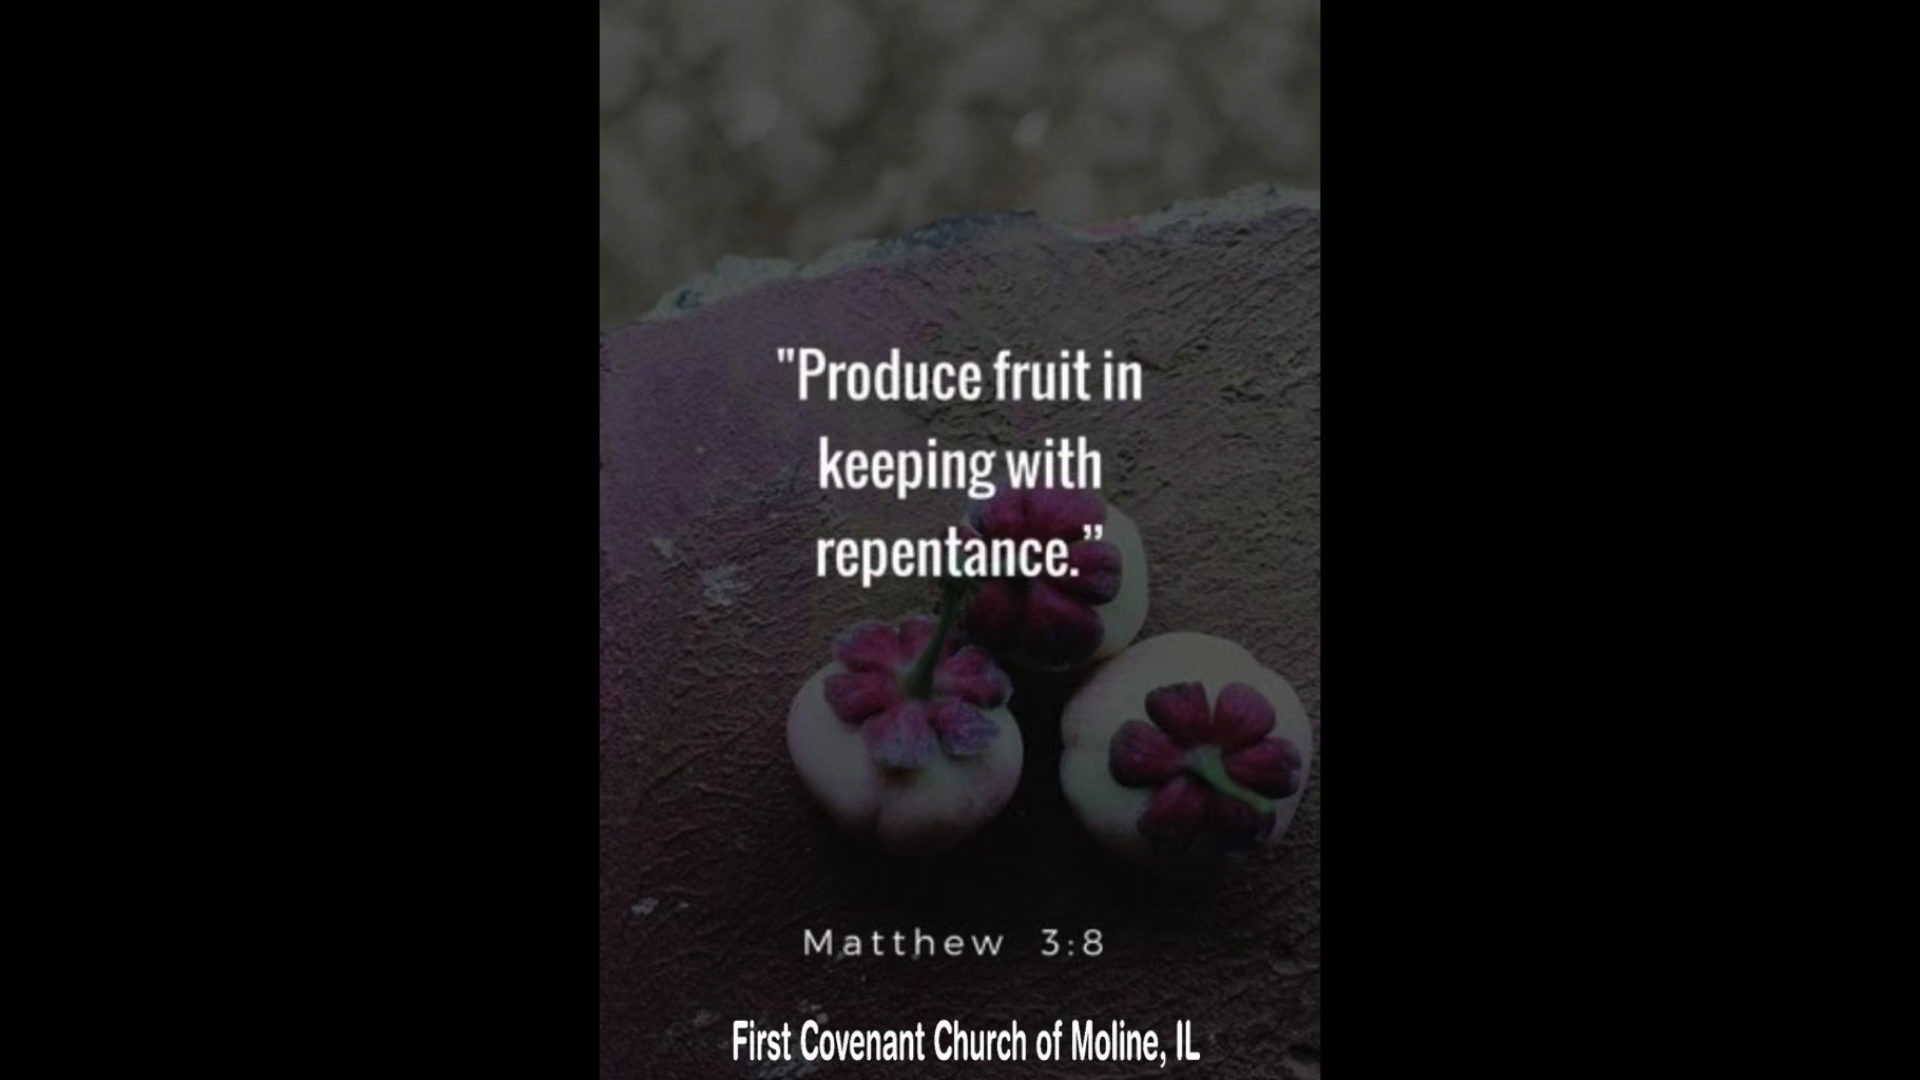 "Produce fruit in
keeping with
repentance.”
Matthew 3:8
First Covenant Church of Moline, IL